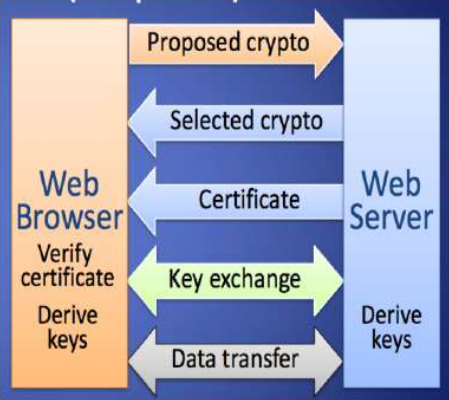 Proposed crypto
Selected crypto
Certificate
Key exchange
Data transfer
Web
Browser
Verify
certificate
Derive
keys
Web
Server
Derive
keys